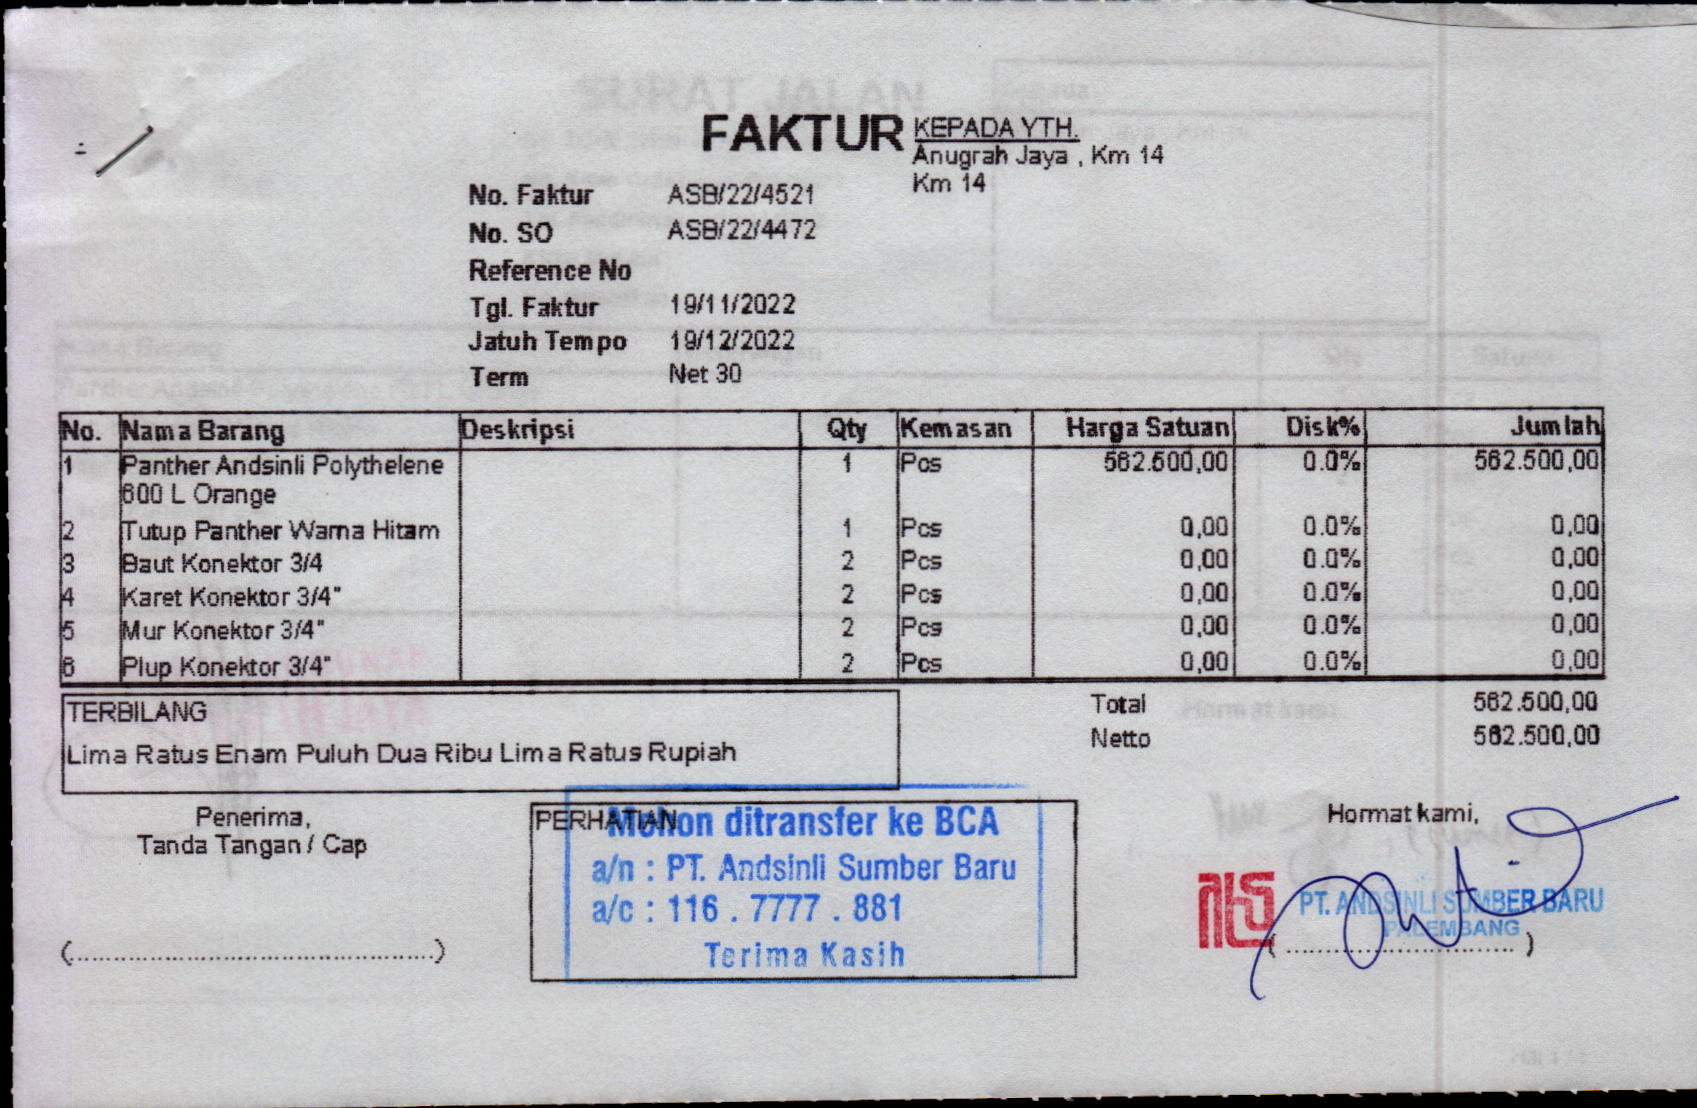 FAKTUR
KEPADA YTH.
Anugrah Jaya , Km 14
Km 14
No. Faktur ASB/22/4521
No. SO ASB/22/4472
Reference No
Tgl. Faktur 19/11/2022
Jatuh Tempo 19/12/2022
Term Net 30
No. Nama Barang Deskripsi Qty Kemasan Harga Satuan Disk% Jumlah
1 Panther Andsinli Polythelene 1 Pcs 562.500,00 0.0% 562.500,00
600 L Orange
2 Tutup Panther Warna Hitam 1 Pcs 0,00 0.0% 0,00
3 Baut Konektor 3/4 2 Pcs 0,00 0.0% 0,00
4 Karet Konektor 3/4" 2 Pcs 0,00 0.0% 0,00
5 Mur Konektor 3/4" 2 Pcs 0,00 0.0% 0,00
6 Plup Konektor 3/4" 2 Pcs 0,00 0.0% 0,00
TERBILANG
Lima Ratus Enam Puluh Dua Ribu Lima Ratus Rupiah
Total 562.500,00
Netto 562.500,00
Penerima,
Tanda Tangan / Cap
(..................................................)
PERHATIAN
Mohon ditransfer ke BCA
a/n : PT. Andsinli Sumber Baru
a/c : 116 . 7777 . 881
Terima Kasih
Hormat kami,
PT. ANDSINLI SUMBER BARU
PALEMBANG
(................................)
SURAT JALAN